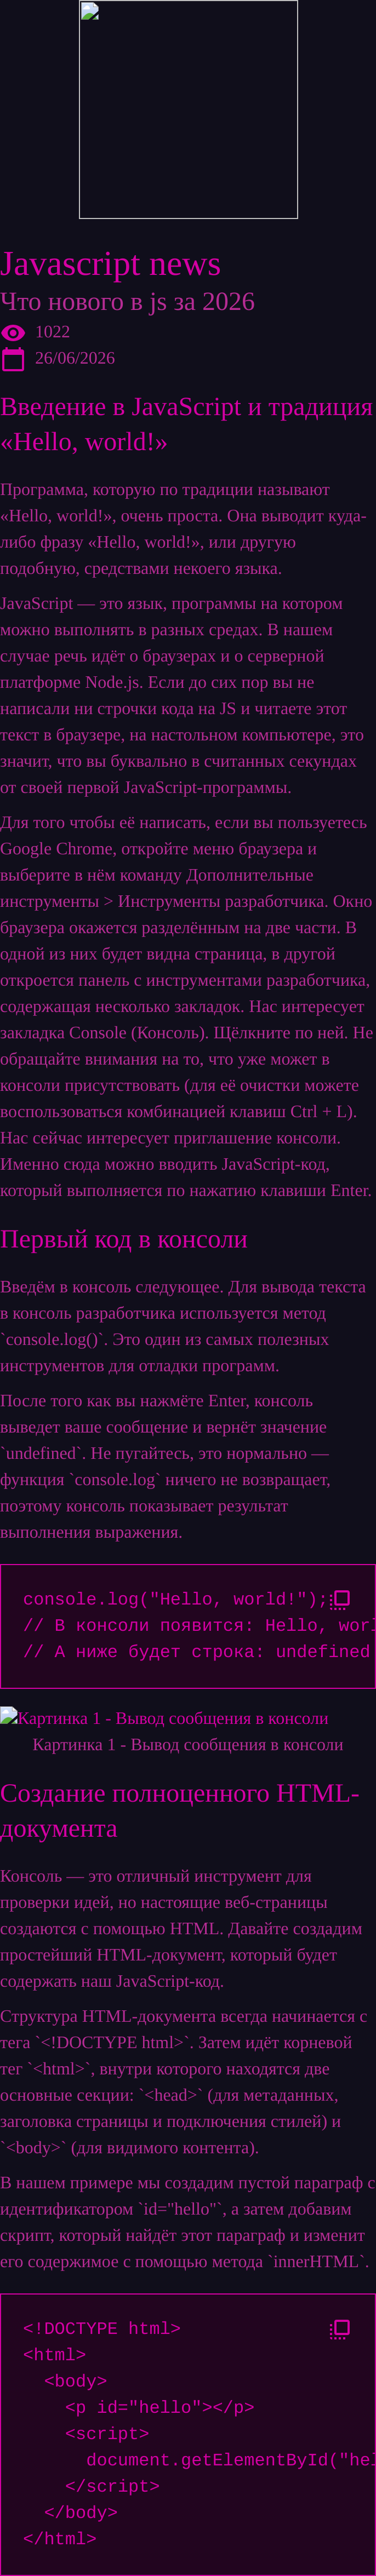 Javascript news
Что нового в js за 2026
1022
26/06/2026
Введение в JavaScript и традиция
«Hello, world!»
Программа, которую по традиции называют
«Hello, world!», очень проста. Она выводит куда-
либо фразу «Hello, world!», или другую
подобную, средствами некоего языка.
JavaScript — это язык, программы на котором
можно выполнять в разных средах. В нашем
случае речь идёт о браузерах и о серверной
платформе Node.js. Если до сих пор вы не
написали ни строчки кода на JS и читаете этот
текст в браузере, на настольном компьютере, это
значит, что вы буквально в считанных секундах
от своей первой JavaScript-программы.
Для того чтобы её написать, если вы пользуетесь
Google Chrome, откройте меню браузера и
выберите в нём команду Дополнительные
инструменты > Инструменты разработчика. Окно
браузера окажется разделённым на две части. В
одной из них будет видна страница, в другой
откроется панель с инструментами разработчика,
содержащая несколько закладок. Нас интересует
закладка Console (Консоль). Щёлкните по ней. Не
обращайте внимания на то, что уже может в
консоли присутствовать (для её очистки можете
воспользоваться комбинацией клавиш Ctrl + L).
Нас сейчас интересует приглашение консоли.
Именно сюда можно вводить JavaScript-код,
который выполняется по нажатию клавиши Enter.
Первый код в консоли
Введём в консоль следующее. Для вывода текста
в консоль разработчика используется метод
`console.log()`. Это один из самых полезных
инструментов для отладки программ.
После того как вы нажмёте Enter, консоль
выведет ваше сообщение и вернёт значение
`undefined`. Не пугайтесь, это нормально —
функция `console.log` ничего не возвращает,
поэтому консоль показывает результат
выполнения выражения.
console.log("Hello, world!");
// В консоли появится: Hello, worl
// А ниже будет строка: undefined
Картинка 1 - Вывод сообщения в консоли
Картинка 1 - Вывод сообщения в консоли
Создание полноценного HTML-
документа
Консоль — это отличный инструмент для
проверки идей, но настоящие веб-страницы
создаются с помощью HTML. Давайте создадим
простейший HTML-документ, который будет
содержать наш JavaScript-код.
Структура HTML-документа всегда начинается с
тега `<!DOCTYPE html>`. Затем идёт корневой
тег `<html>`, внутри которого находятся две
основные секции: `<head>` (для метаданных,
заголовка страницы и подключения стилей) и
`<body>` (для видимого контента).
В нашем примере мы создадим пустой параграф с
идентификатором `id="hello"`, а затем добавим
скрипт, который найдёт этот параграф и изменит
его содержимое с помощью метода `innerHTML`.
<!DOCTYPE html>
<html>
<body>
<p id="hello"></p>
<script>
document.getElementById("hel
</script>
</body>
</html>